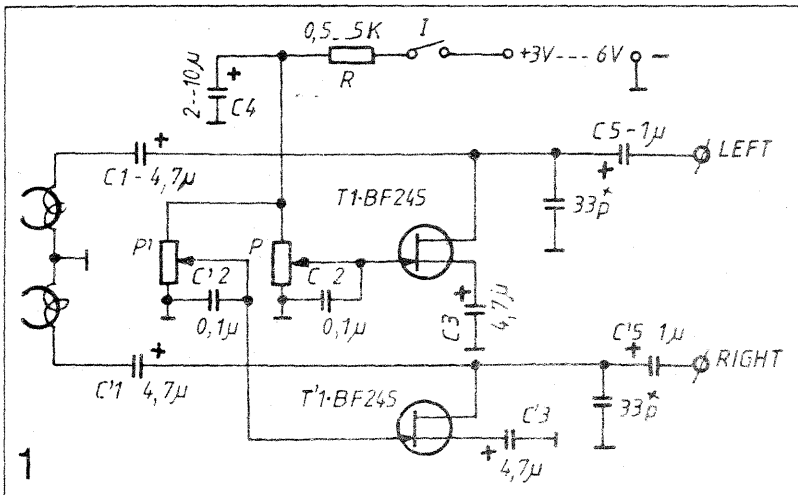 0,5--5K
I
+3V---6V
-
R
2--10µ
+
C4
+
C1-4,7µ
C5-1µ
+
LEFT
33p*
T1·BF245
P'
P
C'2
0,1µ
C 2
0,1µ
+
C3
4,7µ
C'5 1µ
+
RIGHT
+
C'1 4,7µ
T'1·BF245
33p*
C'3
+
4,7µ
1